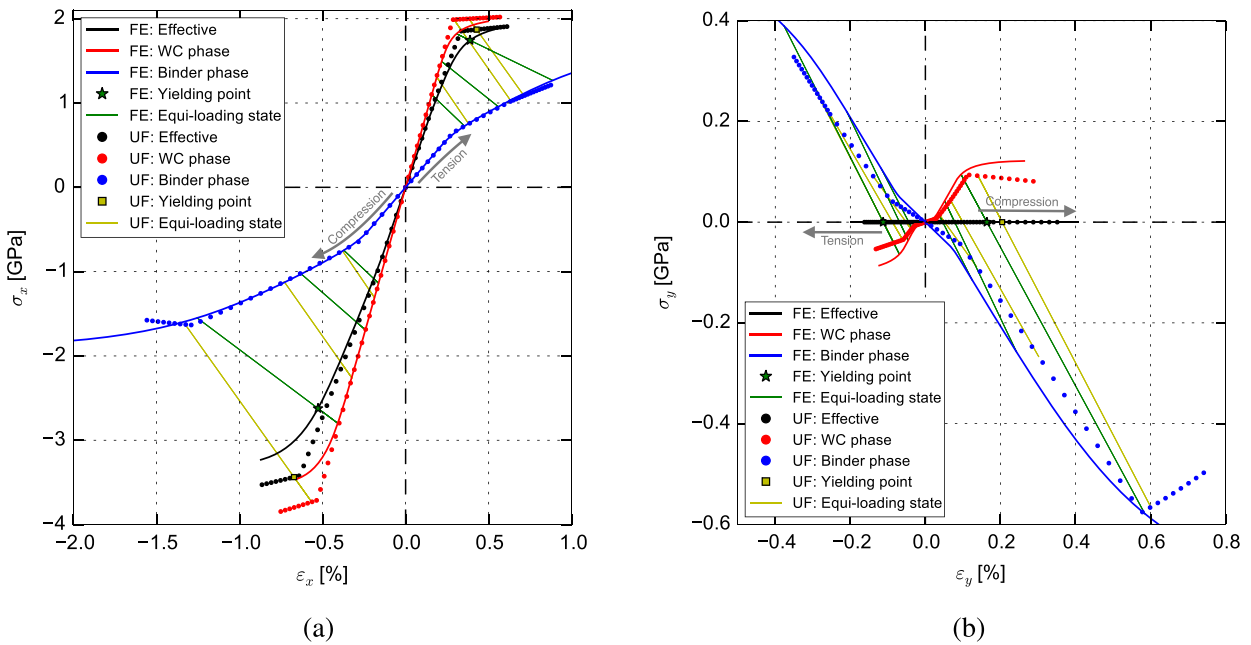 2
1
0
−1
−2
−3
−4
σx [GPa]
−2.0 −1.5 −1.0 −0.5 0.0 0.5 1.0
εx [%]
FE: Effective
FE: WC phase
FE: Binder phase
FE: Yielding point
FE: Equi-loading state
UF: Effective
UF: WC phase
UF: Binder phase
UF: Yielding point
UF: Equi-loading state
Tension
Compression
(a)
0.4
0.2
0.0
−0.2
−0.4
−0.6
σy [GPa]
−0.4 −0.2 0.0 0.2 0.4 0.6 0.8
εy [%]
Compression
Tension
FE: Effective
FE: WC phase
FE: Binder phase
FE: Yielding point
FE: Equi-loading state
UF: Effective
UF: WC phase
UF: Binder phase
UF: Yielding point
UF: Equi-loading state
(b)